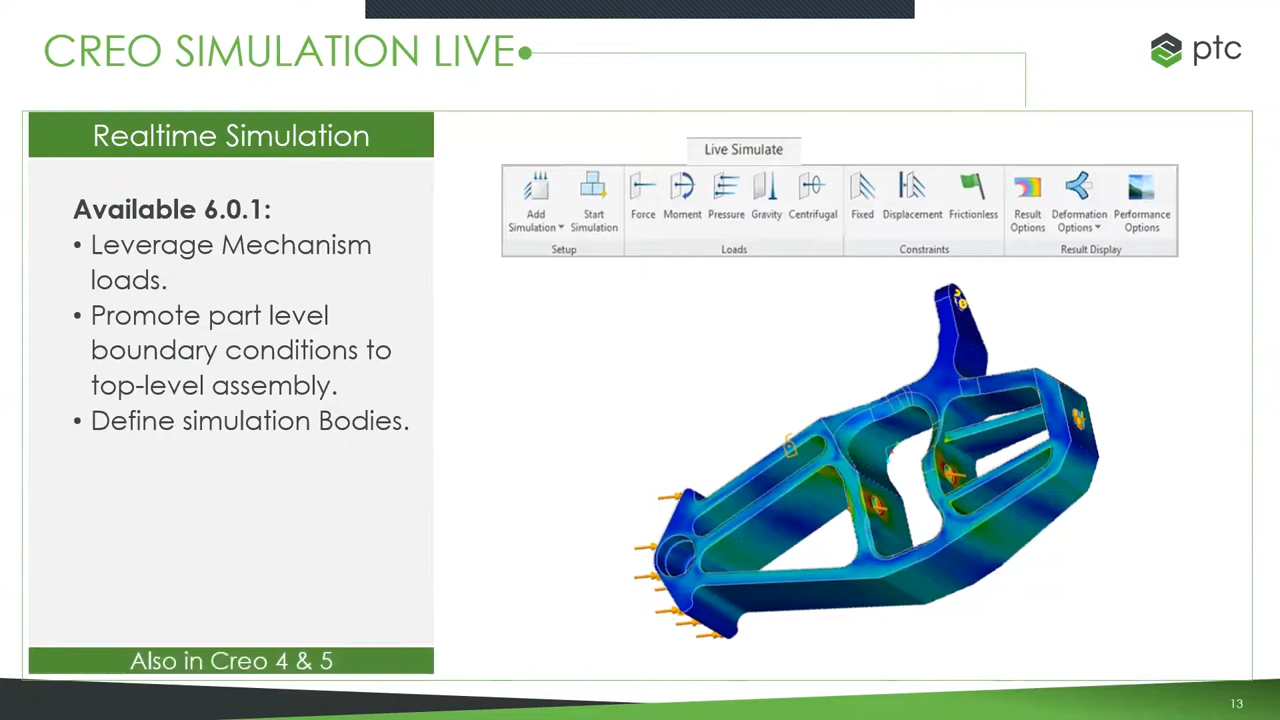 CREO SIMULATION LIVE
ptc
Realtime Simulation
Available 6.0.1:
• Leverage Mechanism
loads.
• Promote part level
boundary conditions to
top-level assembly.
• Define simulation Bodies.
Also in Creo 4 & 5
Live Simulate
Add Simulation
Start Simulation
Force
Moment
Pressure
Gravity
Centrifugal
Fixed
Displacement
Frictionless
Result Options
Deformation Options
Performance Options
Setup
Loads
Constraints
Result Display
13